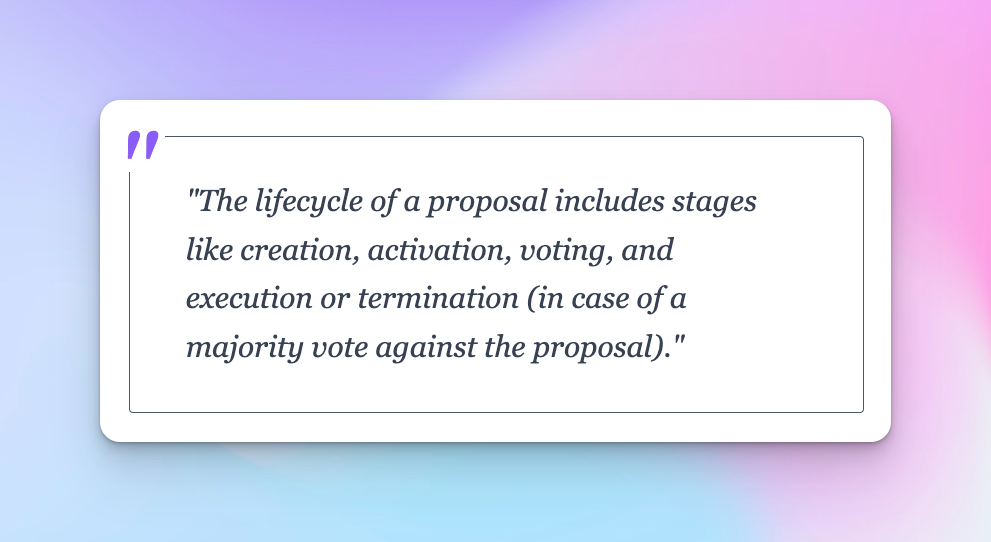 "
"The lifecycle of a proposal includes stages
like creation, activation, voting, and
execution or termination (in case of a
majority vote against the proposal)."